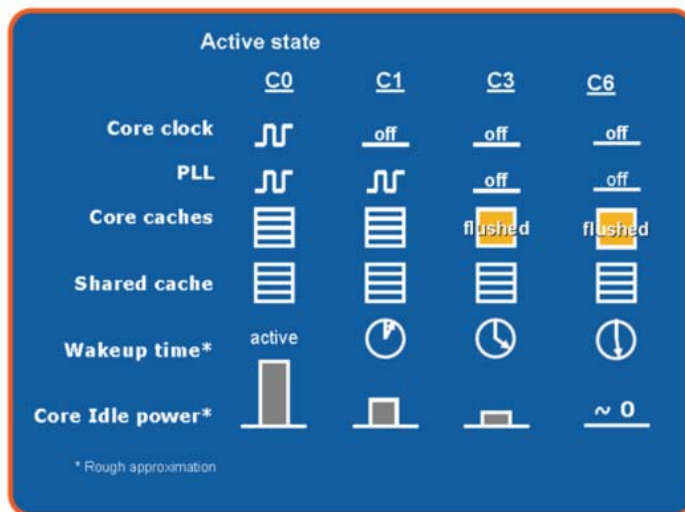 Active state
C0 C1 C3 C6
Core clock off off off
PLL off off
Core caches flushed flushed
Shared cache
Wakeup time* active
Core Idle power* ~ 0
* Rough approximation